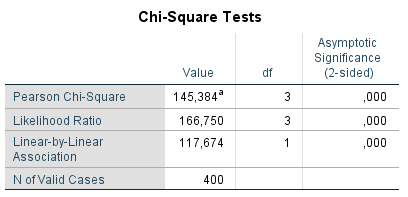 Chi-Square Tests
Value df Asymptotic Significance (2-sided)
Pearson Chi-Square 145,384a 3 ,000
Likelihood Ratio 166,750 3 ,000
Linear-by-Linear Association 117,674 1 ,000
N of Valid Cases 400